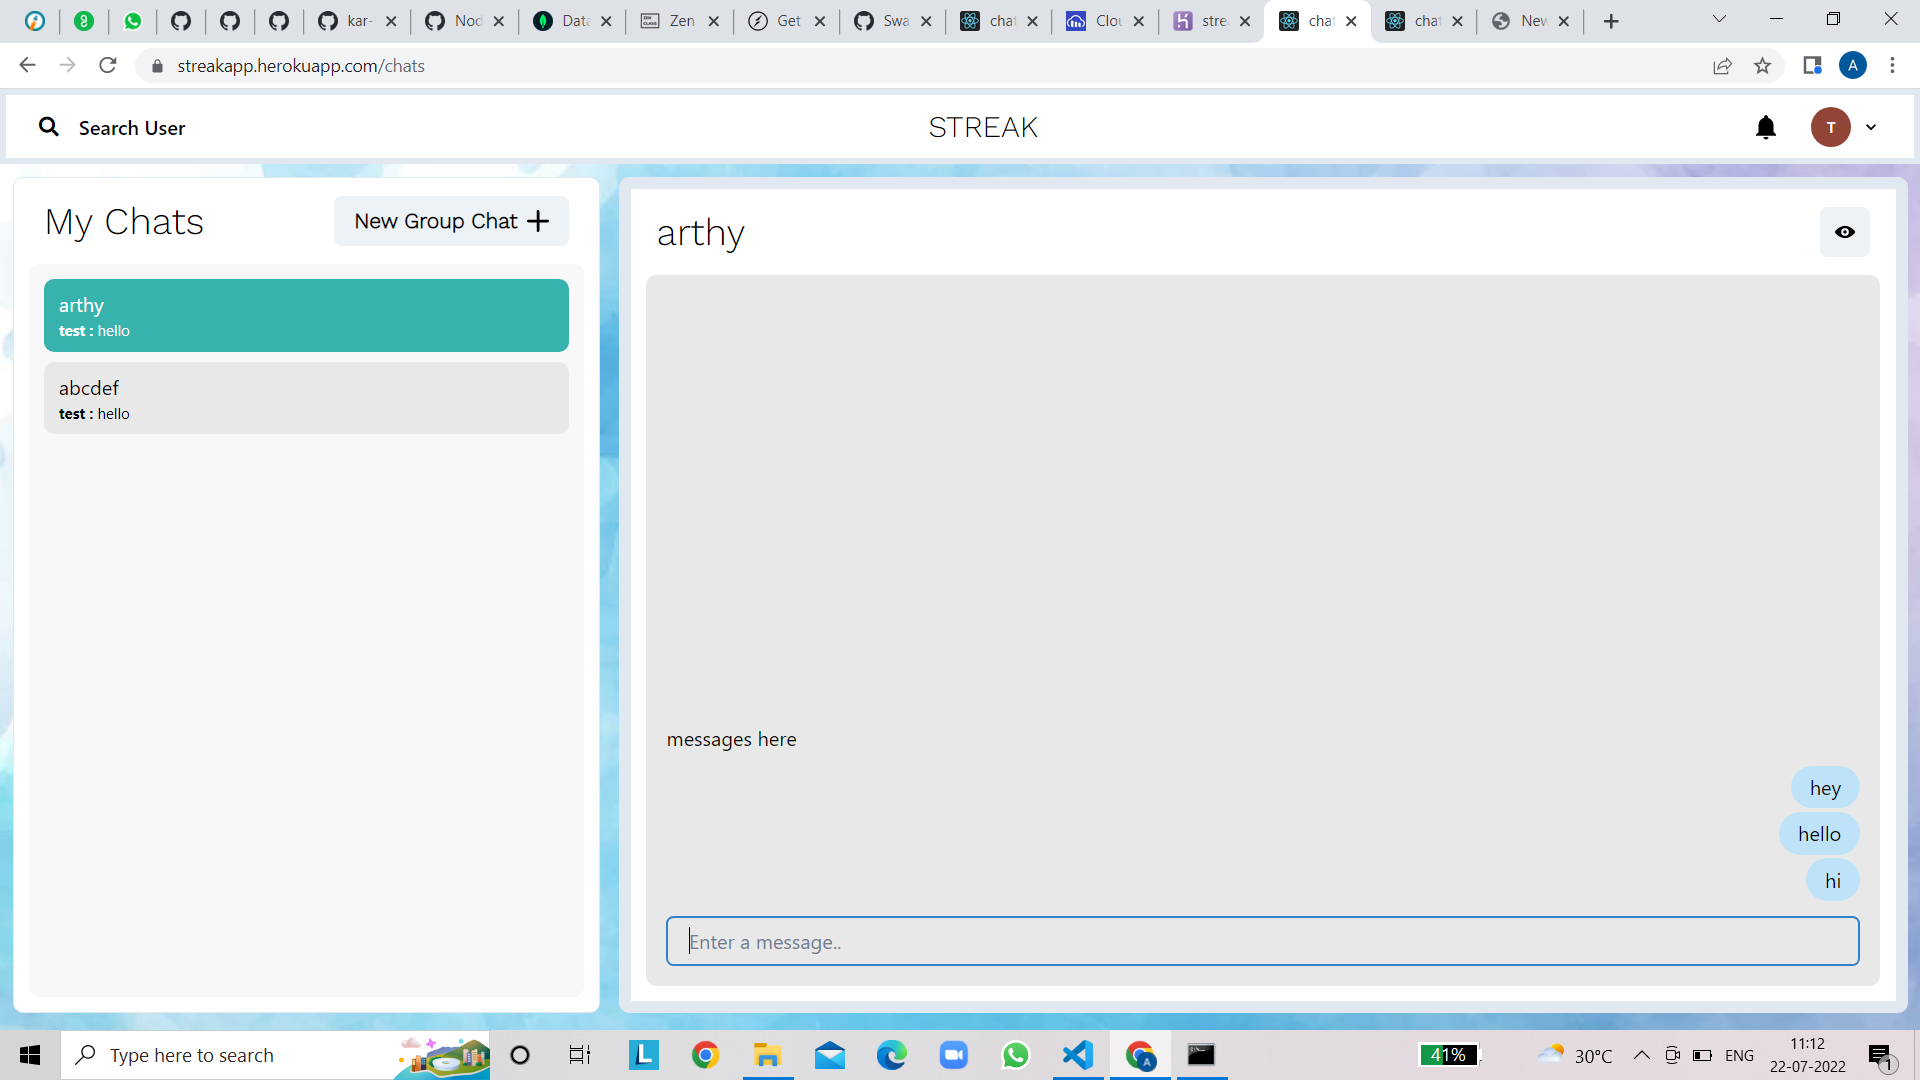 kar-
Nod
Data
Zen
Get
Swa
chat
Clou
strea
chat
chat
New
streakapp.herokuapp.com/chats
A
Search User
STREAK
T
My Chats
New Group Chat
arthy
test : hello
abcdef
test : hello
arthy
messages here
hey
hello
hi
Enter a message..
Type here to search
41%
30°C
ENG
11:12
22-07-2022
1